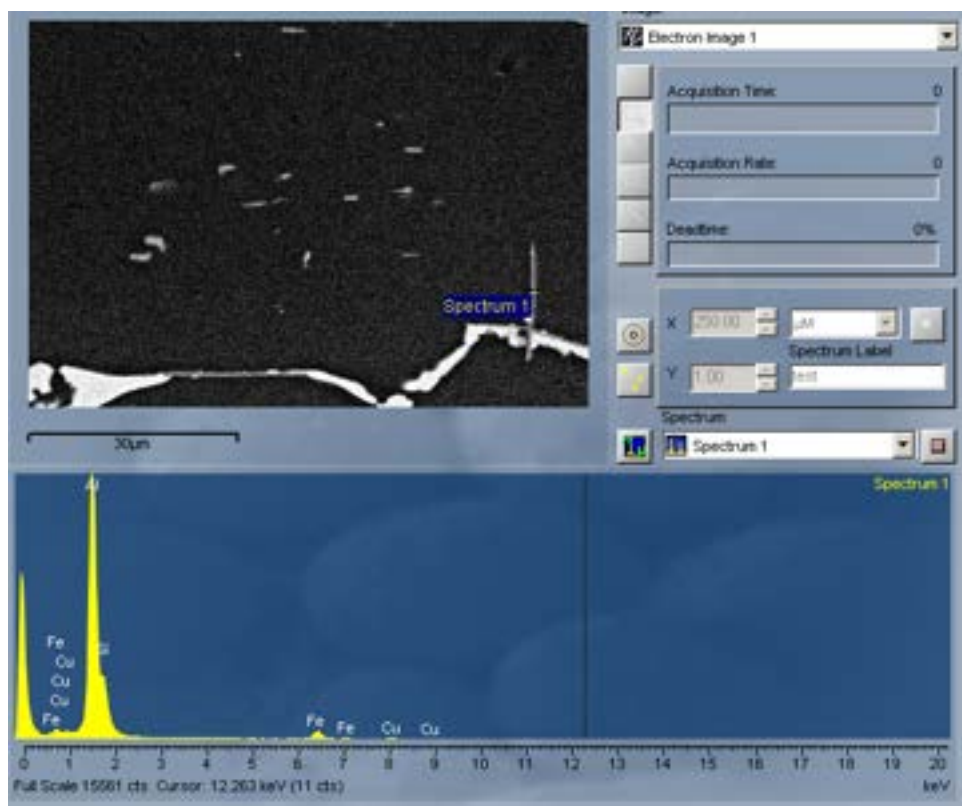 Electron Image 1
Acquisition Time: 0
Acquisition Rate: 0
Deadtime: 0%
X 250.00 µM
Spectrum Label
Y 1.00 test
Spectrum
Spectrum 1
Spectrum 1
30µm
Spectrum 1
Al
Si
Fe
Cu
Cu
Cu
Fe
Fe Fe Cu Cu
0 1 2 3 4 5 6 7 8 9 10 11 12 13 14 15 16 17 18 19 20
Full Scale 15561 cts Cursor: 12.263 keV (11 cts) keV